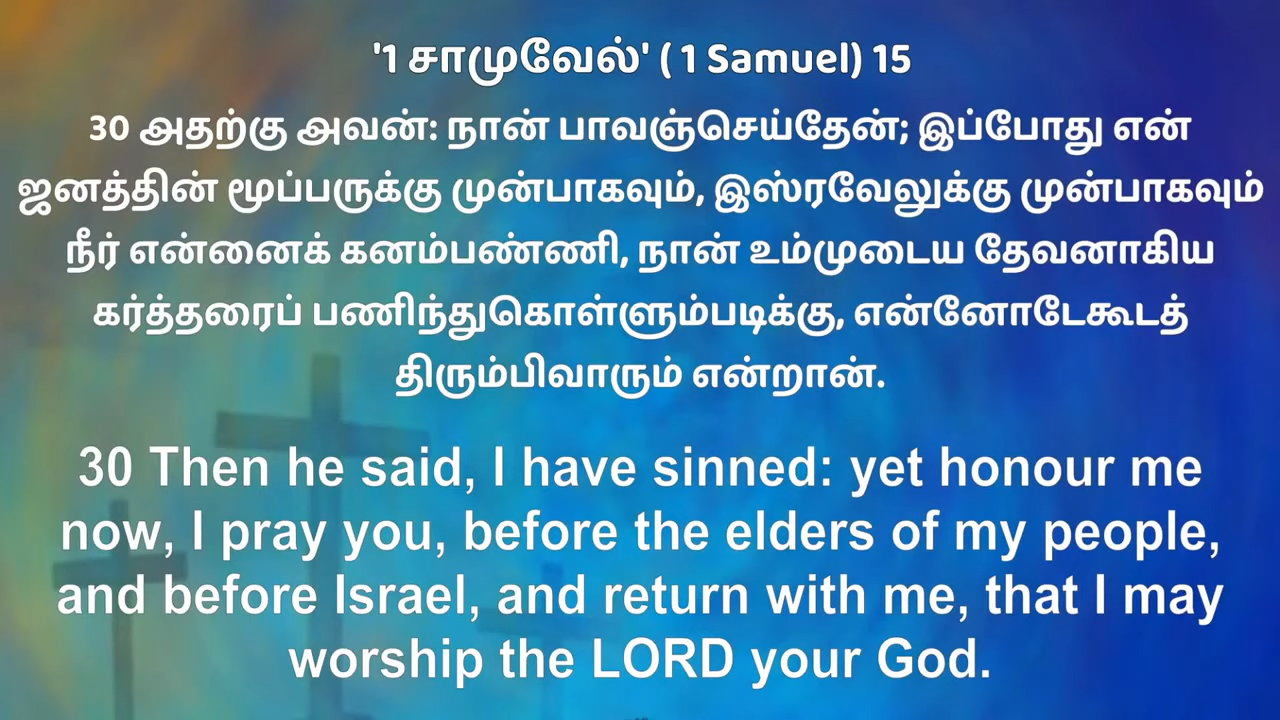 '1 சாமுவேல்' ( 1 Samuel) 15
30 அதற்கு அவன்: நான் பாவஞ்செய்தேன்; இப்போது என்
ஜனத்தின் மூப்பருக்கு முன்பாகவும், இஸ்ரவேலுக்கு முன்பாகவும்
நீர் என்னைக் கனம்பண்ணி, நான் உம்முடைய தேவனாகிய
கர்த்தரைப் பணிந்துகொள்ளும்படிக்கு, என்னோடேகூடத்
திரும்பிவாரும் என்றான்.
30 Then he said, I have sinned: yet honour me
now, I pray you, before the elders of my people,
and before Israel, and return with me, that I may
worship the LORD your God.